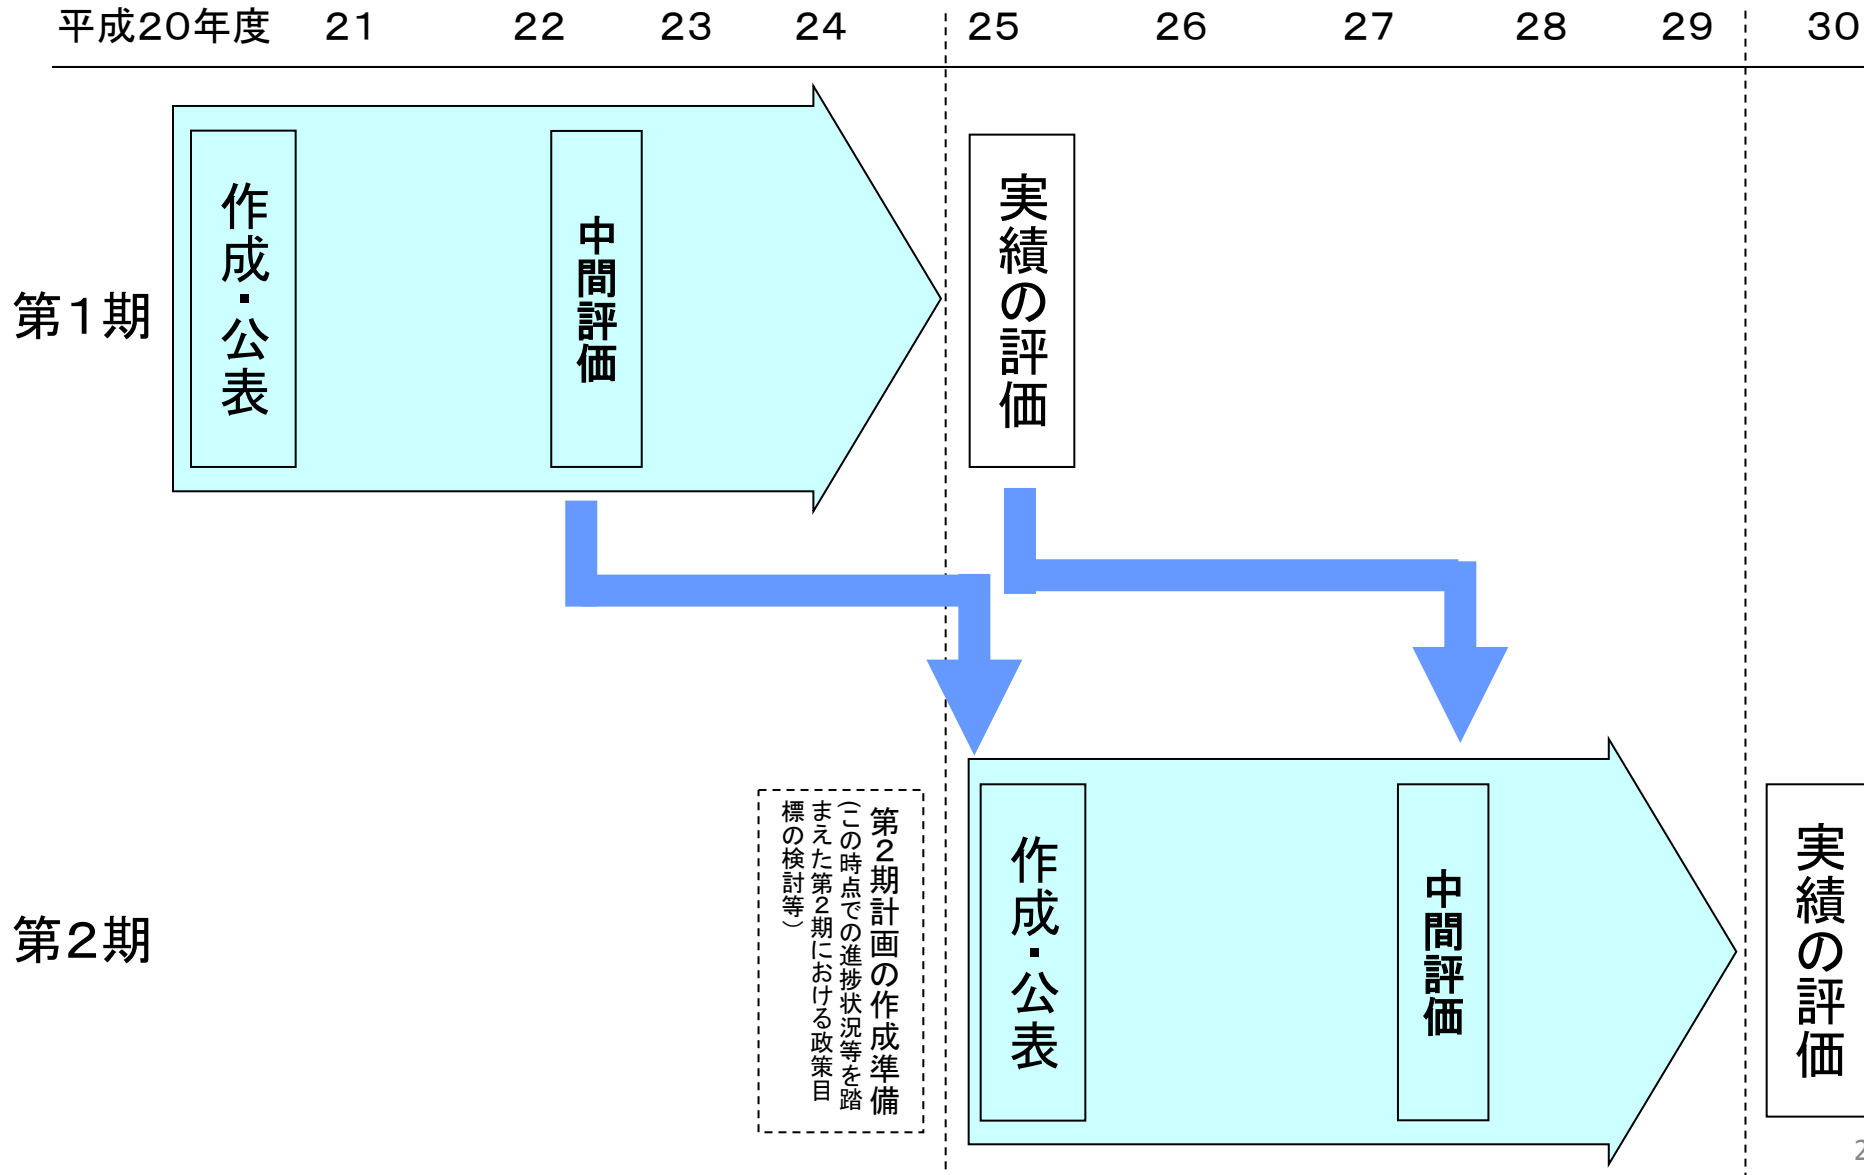 平成20年度 21 22 23 24 25 26 27 28 29 30
第1期
作成・公表
中間評価
実績の評価
第2期
第2期計画の作成準備
(この時点での進捗状況等を踏
まえた第2期における政策目
標の検討等)
作成・公表
中間評価
実績の評価
2